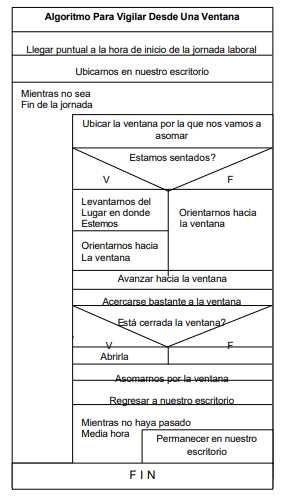 Algoritmo Para Vigilar Desde Una Ventana
Llegar puntual a la hora de inicio de la jornada laboral
Ubicarnos en nuestro escritorio
Mientras no sea
Fin de la jornada
Ubicar la ventana por la que nos vamos a
asomar
Estamos sentados?
V F
Levantarnos del
Lugar en donde
Estemos
Orientarnos hacia
la ventana
Orientarnos hacia
La ventana
Avanzar hacia la ventana
Acercarse bastante a la ventana
Está cerrada la ventana?
V F
Abrirla
Asomarnos por la ventana
Regresar a nuestro escritorio
Mientras no haya pasado
Media hora
Permanecer en nuestro
escritorio
F I N